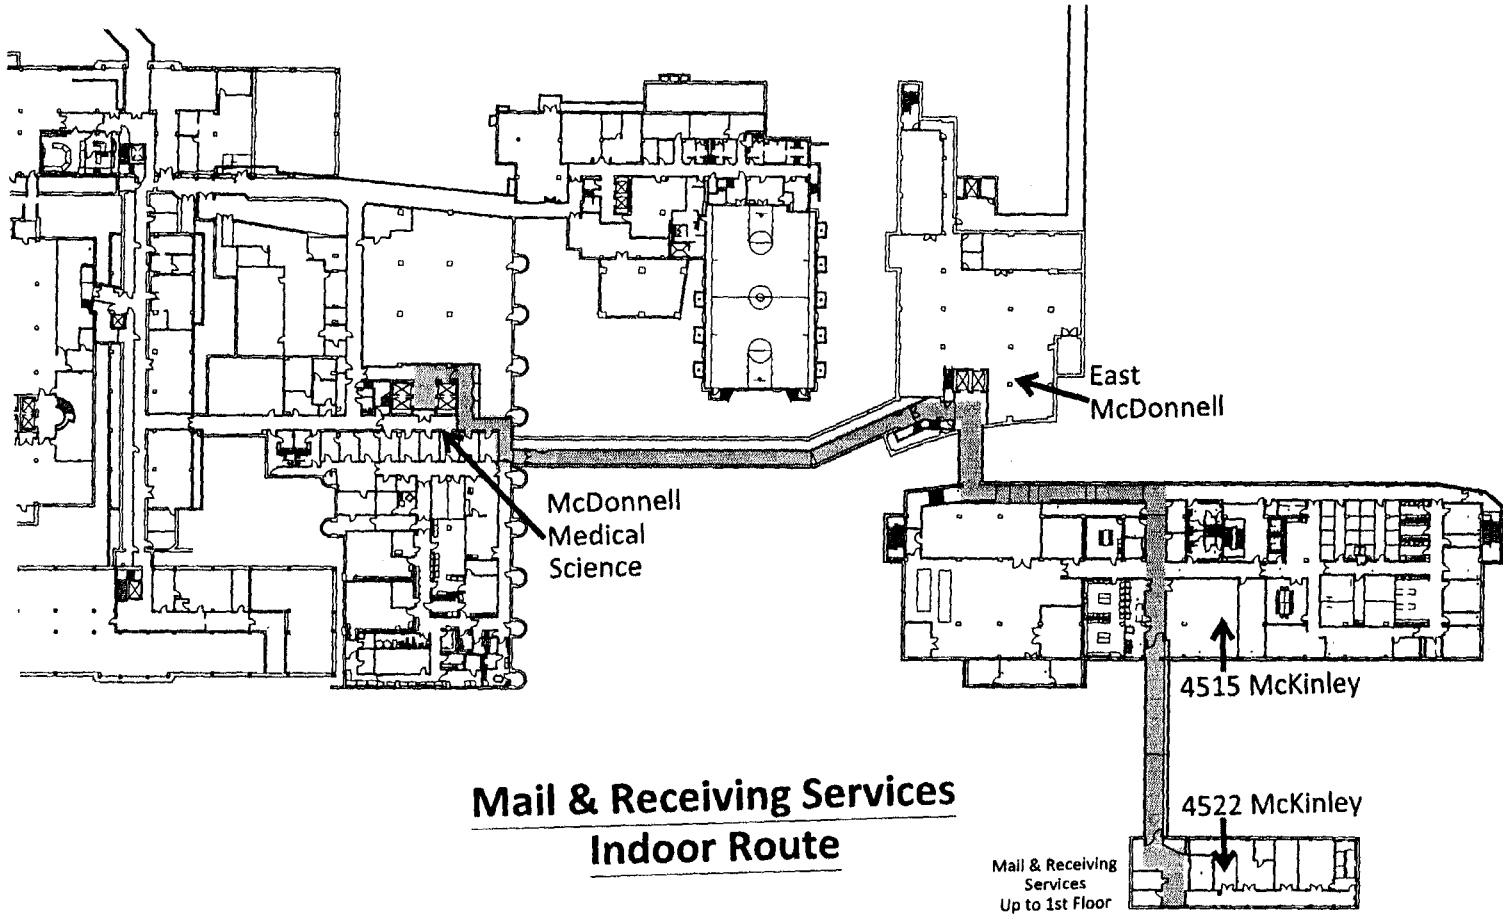 East
McDonnell
McDonnell
Medical
Science
4515 McKinley
Mail & Receiving Services
Indoor Route
4522 McKinley
Mail & Receiving
Services
Up to 1st Floor